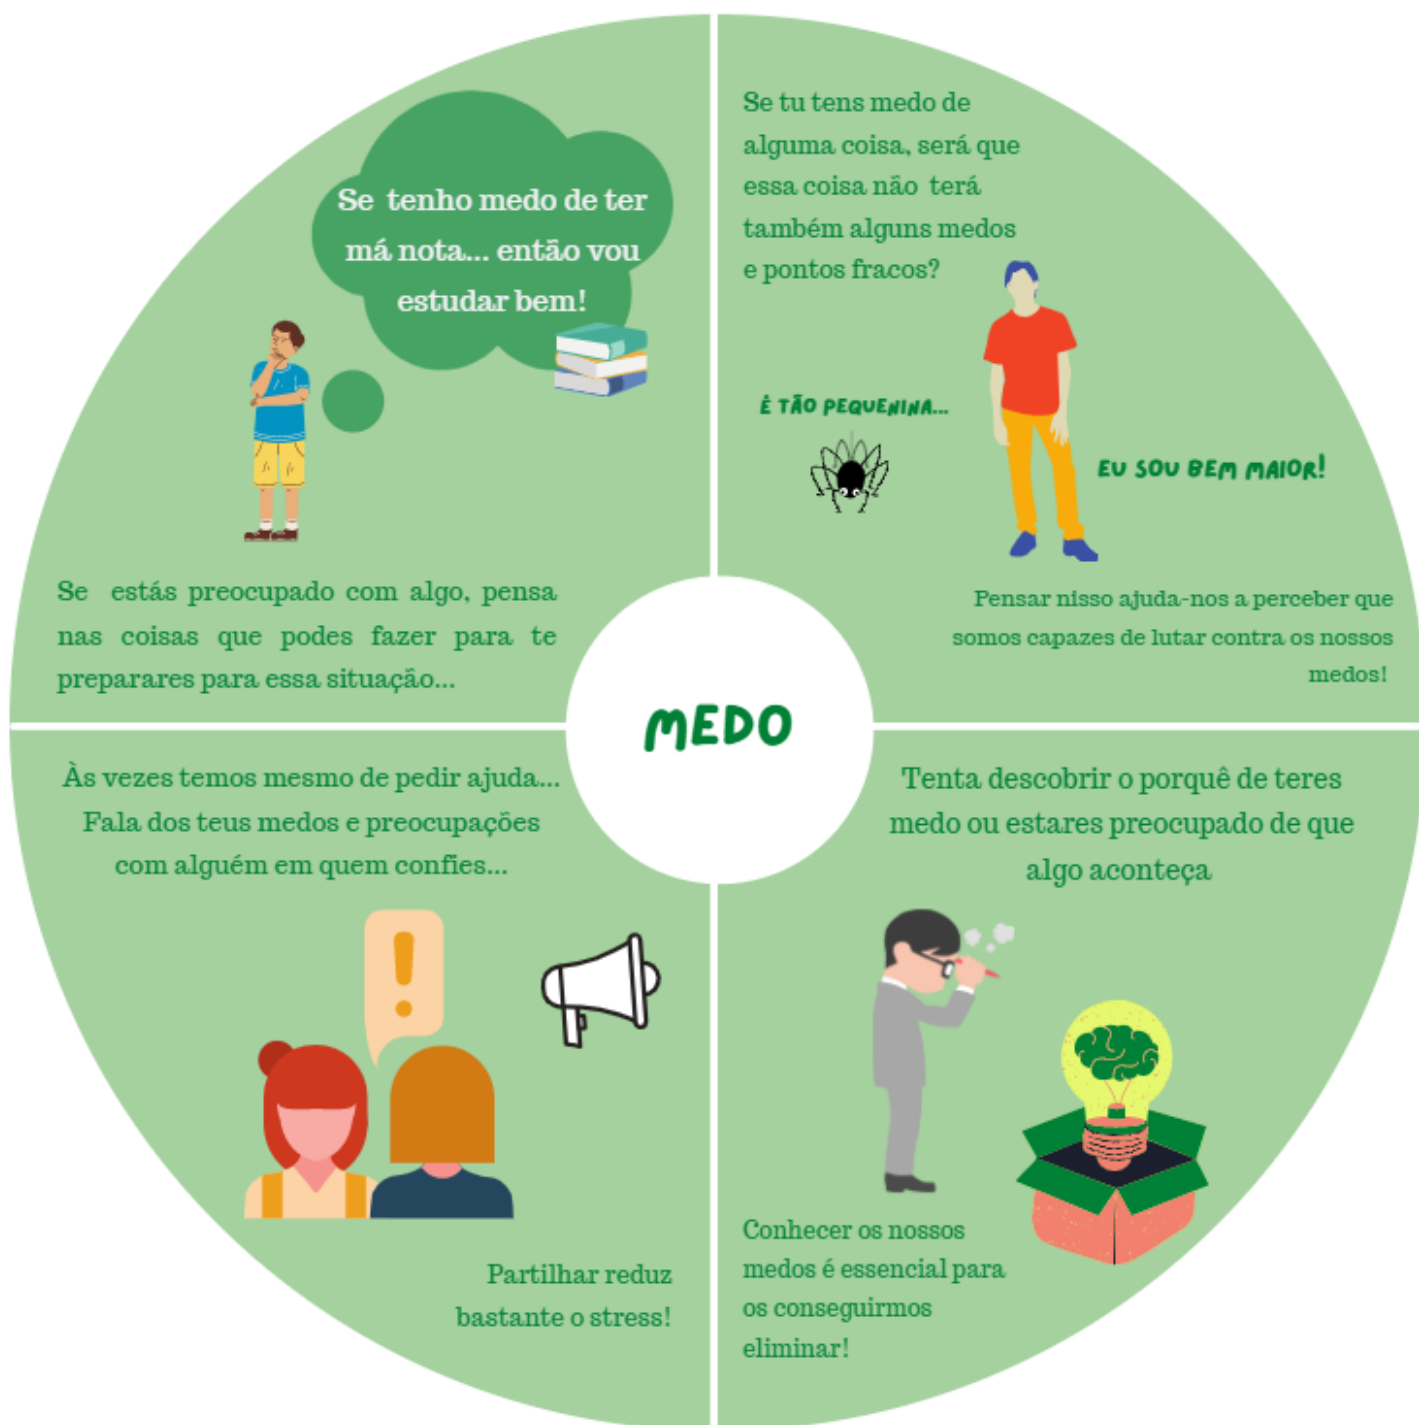 Se tenho medo de ter
má nota... então vou
estudar bem!
Se estás preocupado com algo, pensa
nas coisas que podes fazer para te
preparares para essa situação...
Se tu tens medo de
alguma coisa, será que
essa coisa não terá
também alguns medos
e pontos fracos?
É TÃO PEQUENINA...
EU SOU BEM MAIOR!
Pensar nisso ajuda-nos a perceber que
somos capazes de lutar contra os nossos
medos!
MEDO
Às vezes temos mesmo de pedir ajuda...
Fala dos teus medos e preocupações
com alguém em quem confies...
Partilhar reduz
bastante o stress!
Tenta descobrir o porquê de teres
medo ou estares preocupado de que
algo aconteça
Conhecer os nossos
medos é essencial para
os conseguirmos
eliminar!